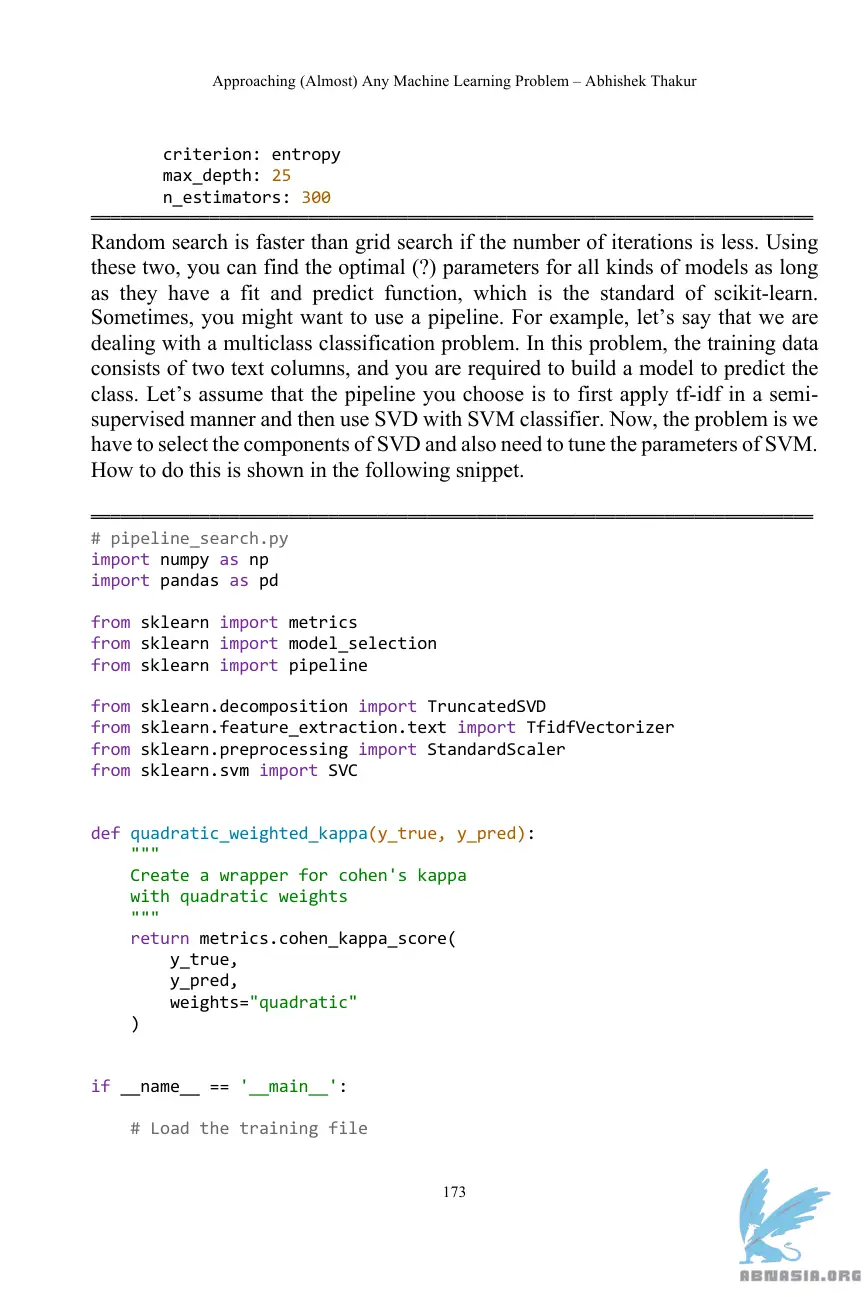 Approaching (Almost) Any Machine Learning Problem – Abhishek Thakur
criterion: entropy
max_depth: 25
n_estimators: 300
Random search is faster than grid search if the number of iterations is less. Using
these two, you can find the optimal (?) parameters for all kinds of models as long
as they have a fit and predict function, which is the standard of scikit-learn.
Sometimes, you might want to use a pipeline. For example, let’s say that we are
dealing with a multiclass classification problem. In this problem, the training data
consists of two text columns, and you are required to build a model to predict the
class. Let’s assume that the pipeline you choose is to first apply tf-idf in a semi-
supervised manner and then use SVD with SVM classifier. Now, the problem is we
have to select the components of SVD and also need to tune the parameters of SVM.
How to do this is shown in the following snippet.
# pipeline_search.py
import numpy as np
import pandas as pd
from sklearn import metrics
from sklearn import model_selection
from sklearn import pipeline
from sklearn.decomposition import TruncatedSVD
from sklearn.feature_extraction.text import TfidfVectorizer
from sklearn.preprocessing import StandardScaler
from sklearn.svm import SVC
def quadratic_weighted_kappa(y_true, y_pred):
    """
    Create a wrapper for cohen's kappa
    with quadratic weights
    """
    return metrics.cohen_kappa_score(
        y_true,
        y_pred,
        weights="quadratic"
    )
if __name__ == '__main__':
    # Load the training file
173
ABNASIA.ORG